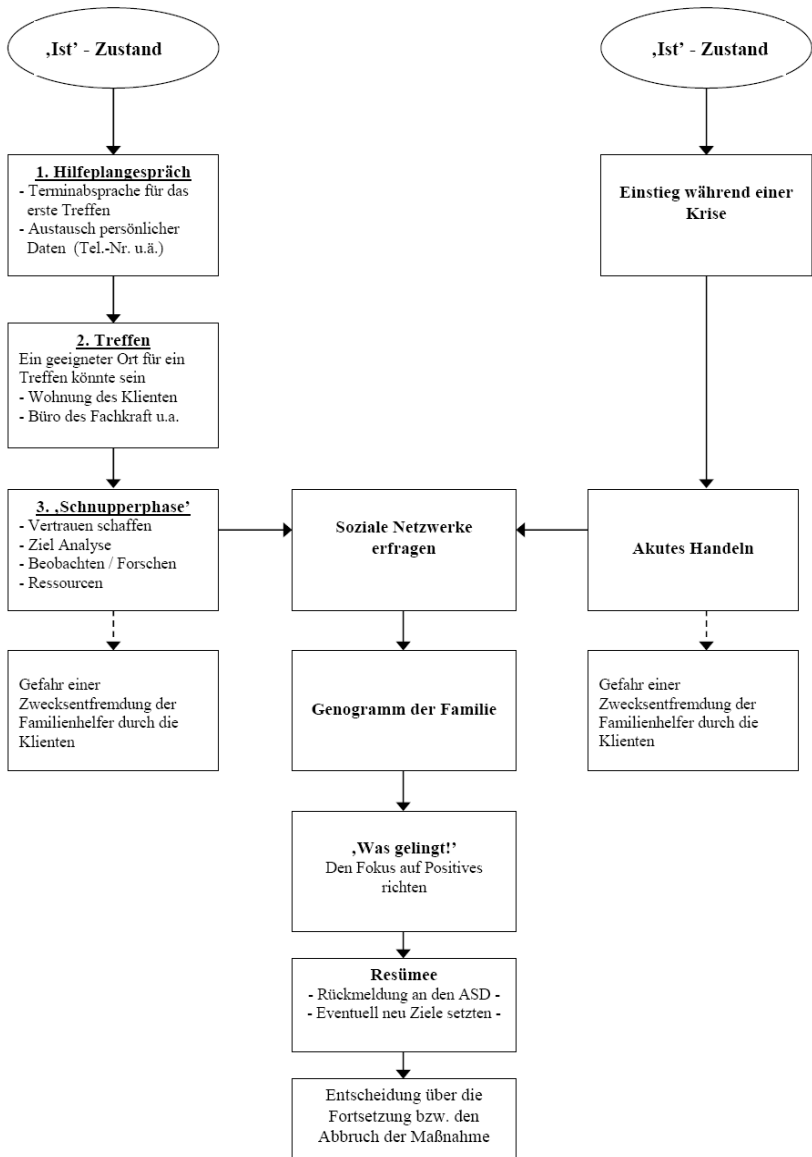 ‚Ist’ - Zustand
1. Hilfeplangespräch
- Terminabsprache für das
erste Treffen
- Austausch persönlicher
Daten  (Tel.-Nr. u.ä.)
2. Treffen
Ein geeigneter Ort für ein
Treffen könnte sein
- Wohnung des Klienten
- Büro des Fachkraft u.a.
3. ‚Schnupperphase’
- Vertrauen schaffen
- Ziel Analyse
- Beobachten / Forschen
- Ressourcen
Gefahr einer
Zwecksentfremdung der
Familienhelfer durch die
Klienten
‚Ist’ - Zustand
Einstieg während einer
Krise
Akutes Handeln
Gefahr einer
Zwecksentfremdung der
Familienhelfer durch die
Klienten
Soziale Netzwerke
erfragen
Genogramm der Familie
‚Was gelingt!’
Den Fokus auf Positives
richten
Resümee
- Rückmeldung an den ASD -
- Eventuell neu Ziele setzten -
Entscheidung über die
Fortsetzung bzw. den
Abbruch der Maßnahme